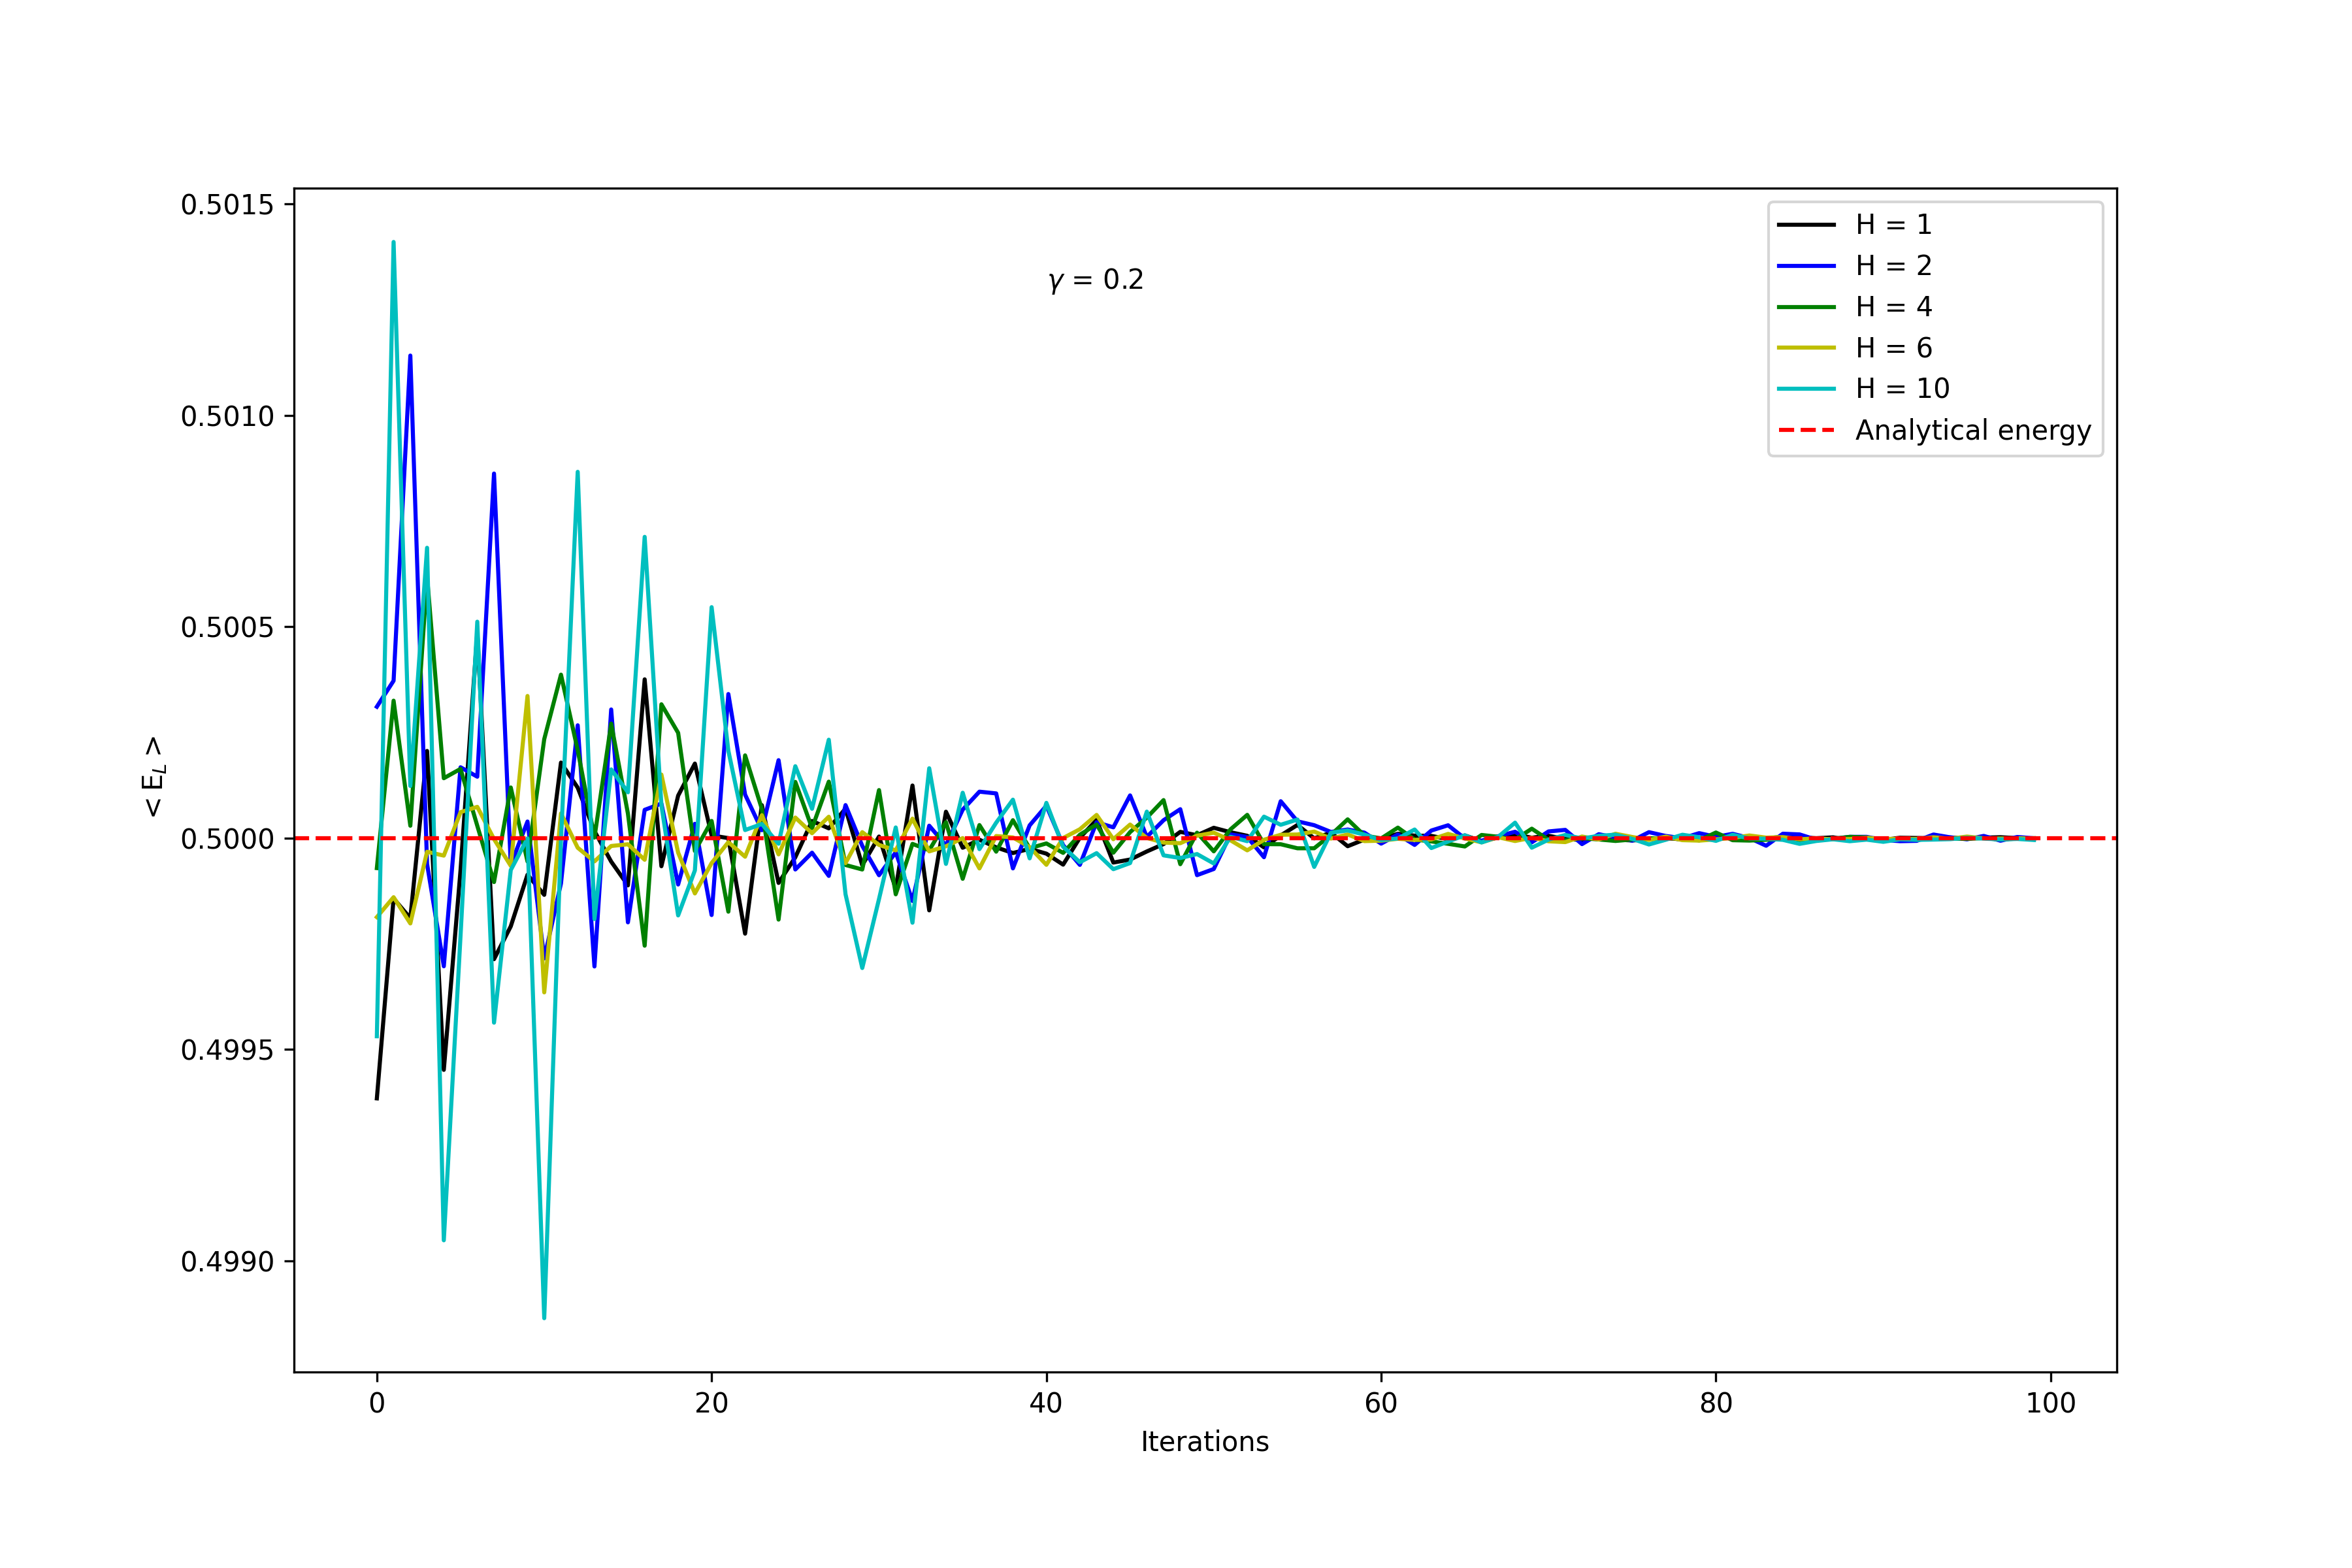 0.5015
0.5010
0.5005
0.5000
0.4995
0.4990
<E_L>
γ = 0.2
H = 1
H = 2
H = 4
H = 6
H = 10
Analytical energy
0 20 40 60 80 100
Iterations